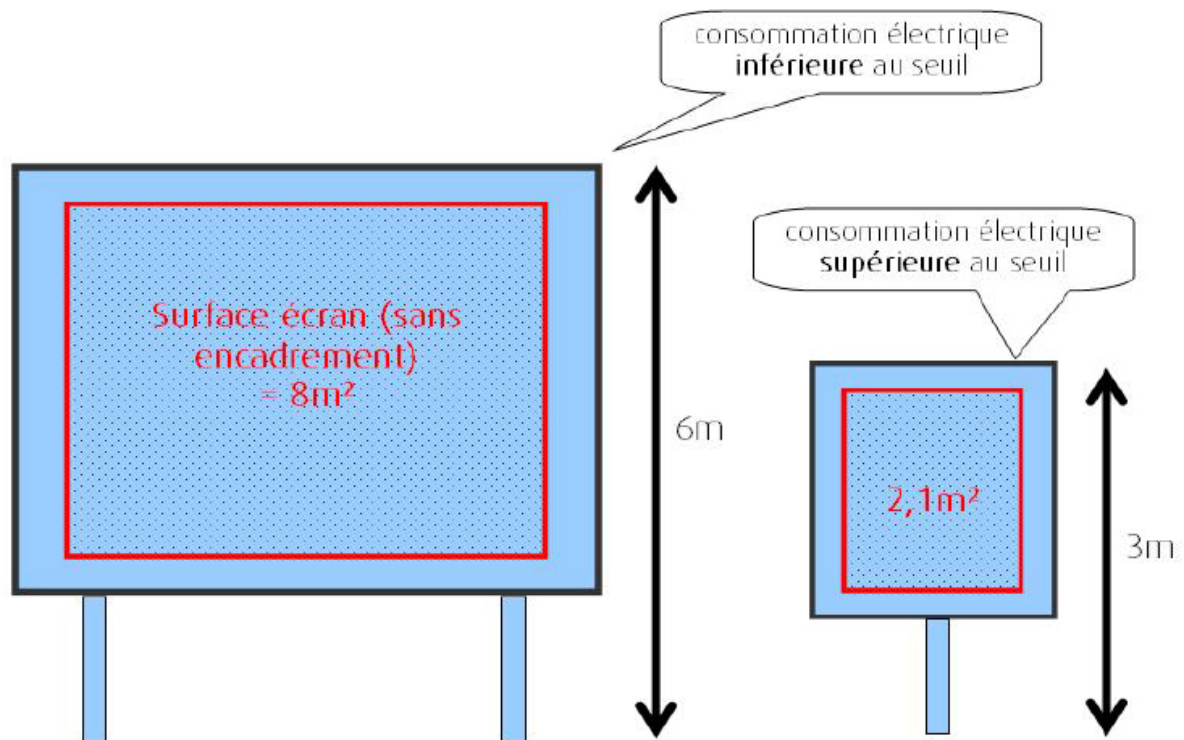 consommation électrique
inférieure au seuil
consommation électrique
supérieure au seuil
Surface écran (sans
encadrement)
= 8m²
6m
2,1m²
3m